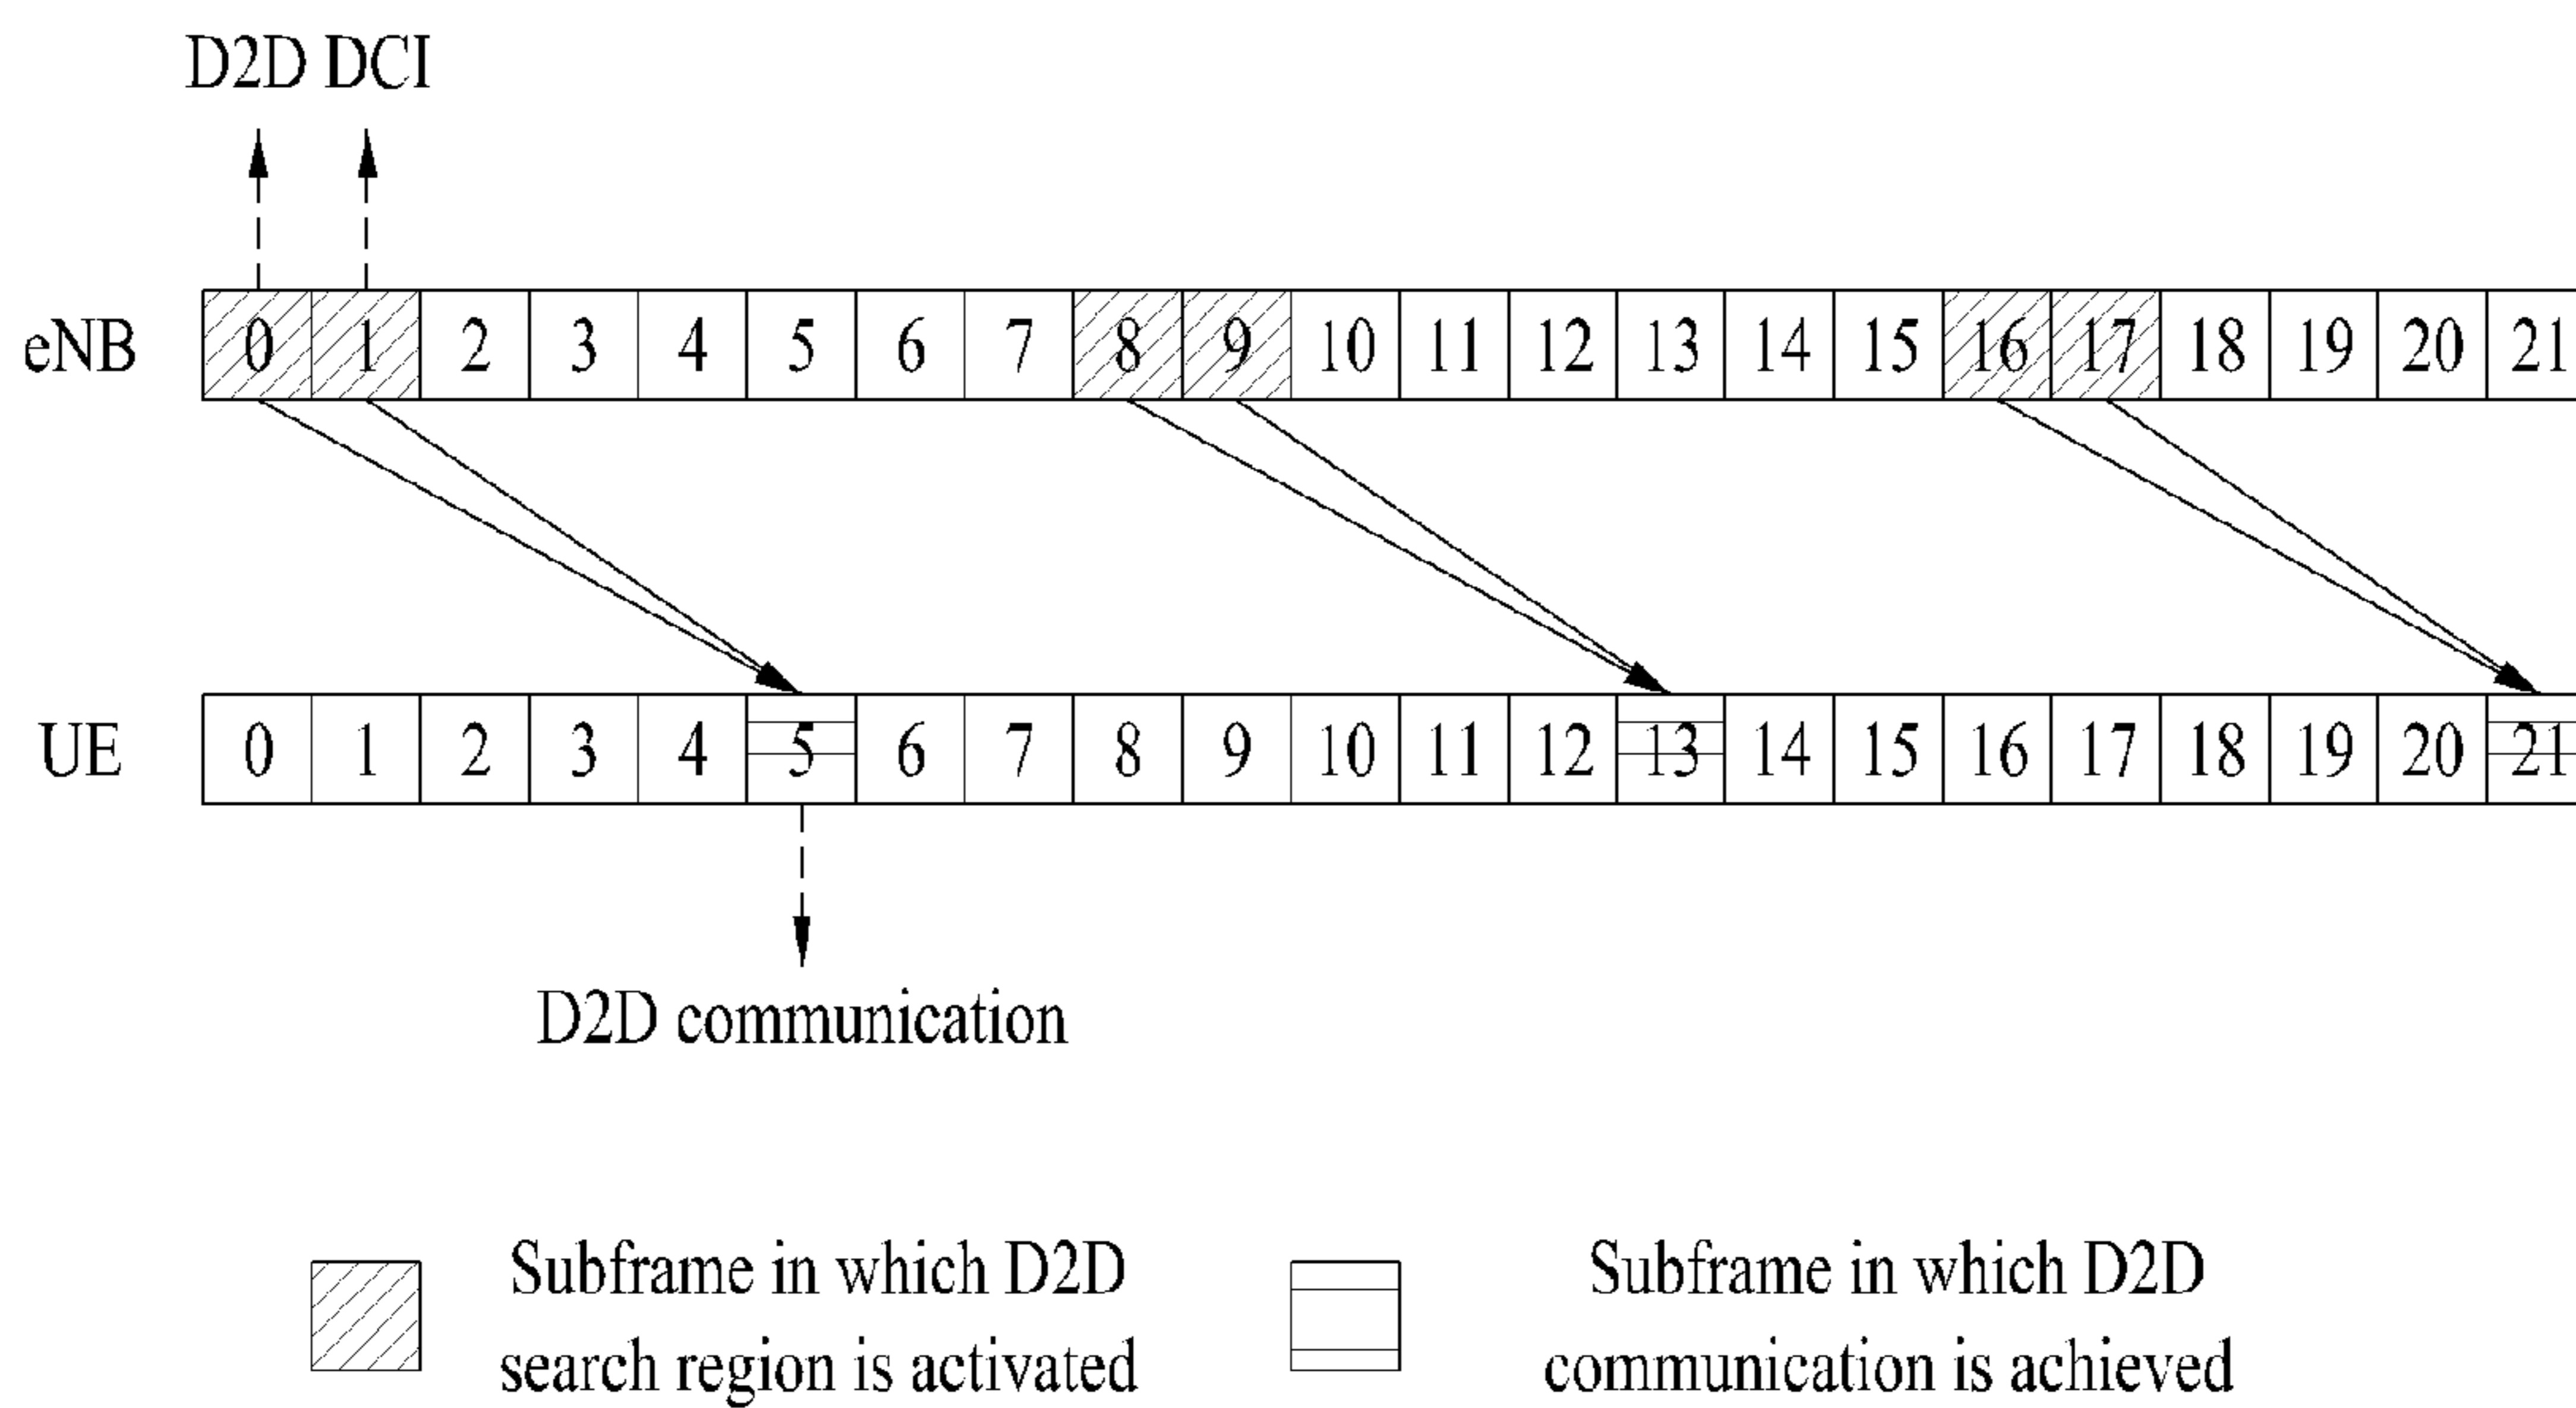 D2D DCI
eNB 0 1 2 3 4 5 6 7 8 9 10 11 12 13 14 15 16 17 18 19 20 21
UE 0 1 2 3 4 5 6 7 8 9 10 11 12 13 14 15 16 17 18 19 20 21
D2D communication
Subframe in which D2D
search region is activated
Subframe in which D2D
communication is achieved